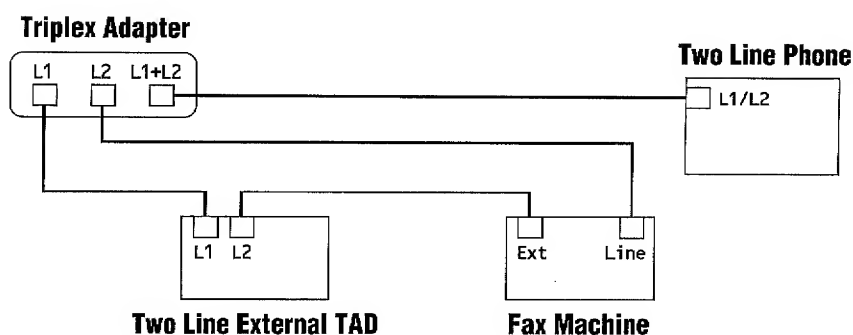 Triplex Adapter
L1 L2 L1+L2
Two Line Phone
L1/L2
L1 L2
Ext Line
Two Line External TAD
Fax Machine